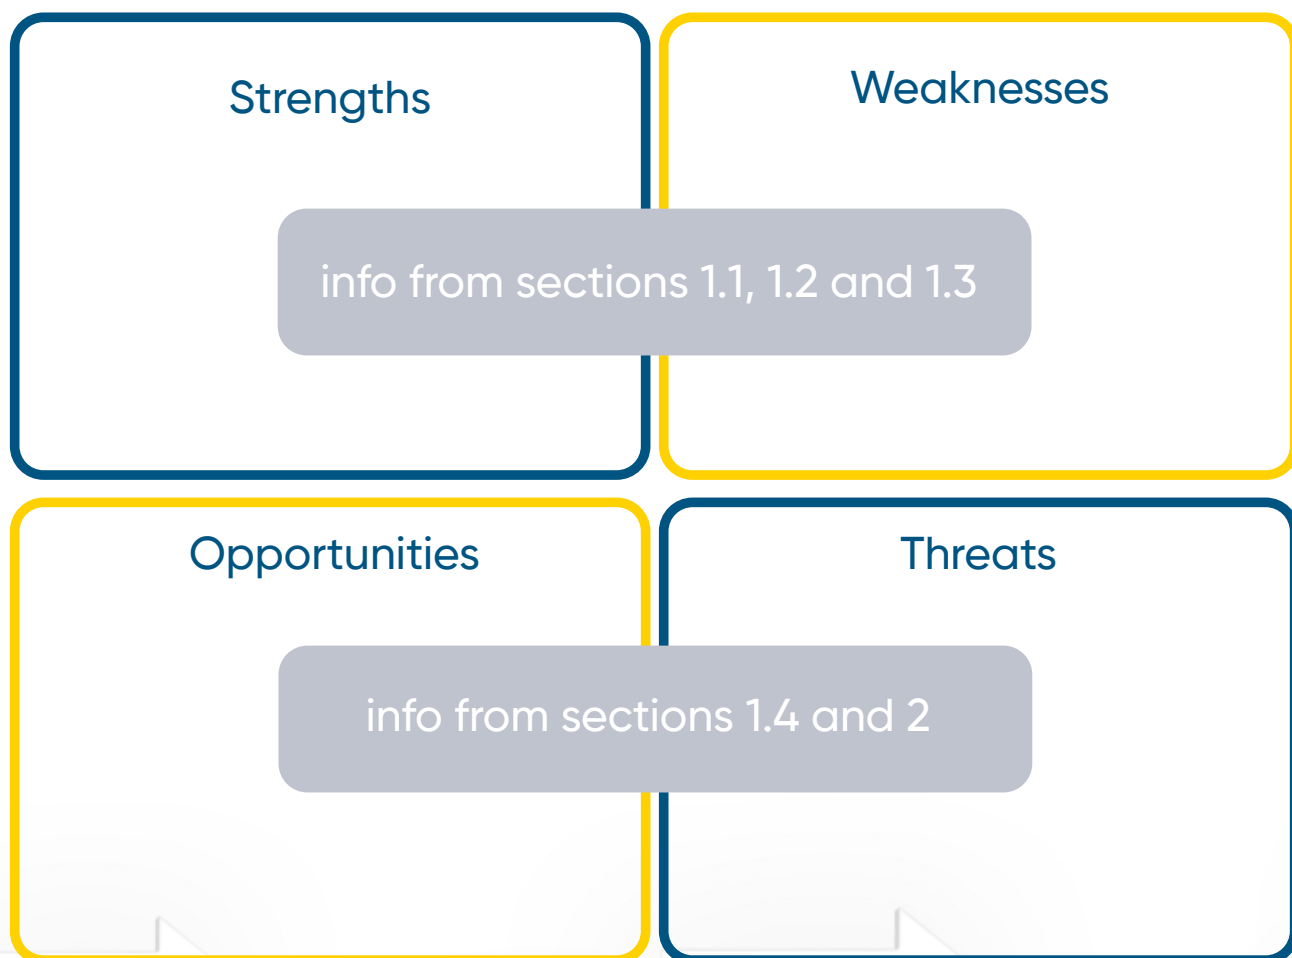 Strengths
Weaknesses
info from sections 1.1, 1.2 and 1.3
Opportunities
Threats
info from sections 1.4 and 2